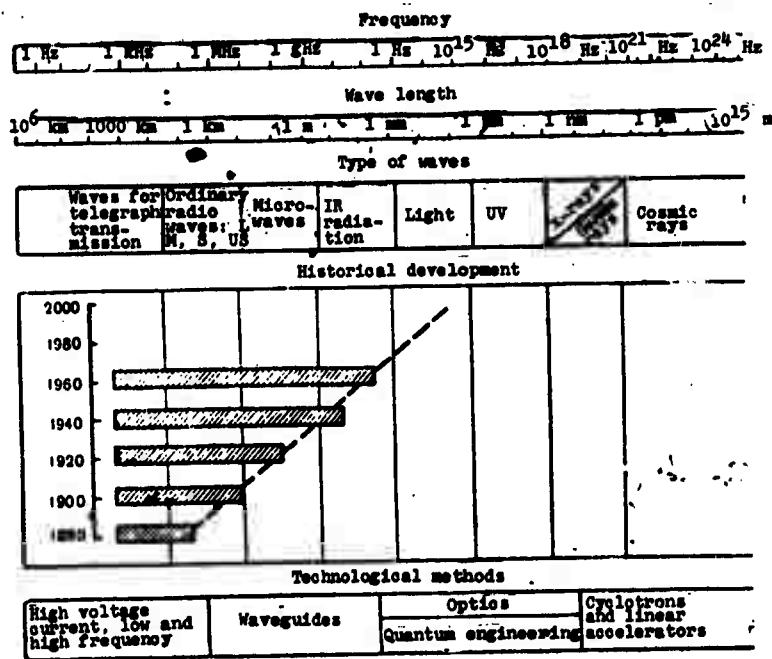 Frequency
1 Hz 1 KHz 1 MHz 1 gHz 1 Hz 10^15 Hz 10^18 Hz 10^21 Hz 10^24 Hz
Wave length
10^6 km 1000 km 1 km 1 m 1 mm 1 1 nm 1 pm 10^15 m
Type of waves
Waves for
telegraph
trans-
mission
Ordinary
radio
waves: L
M, S, US
Micro-
waves
IR
radia-
tion
Light
UV
X-rays
rays
Cosmic
rays
Historical development
2000
1980
1960
1940
1920
1900
Technological methods
High voltage
current, low and
high frequency
Waveguides
Optics
Quantum engineering
Cyclotrons
and linear
accelerators